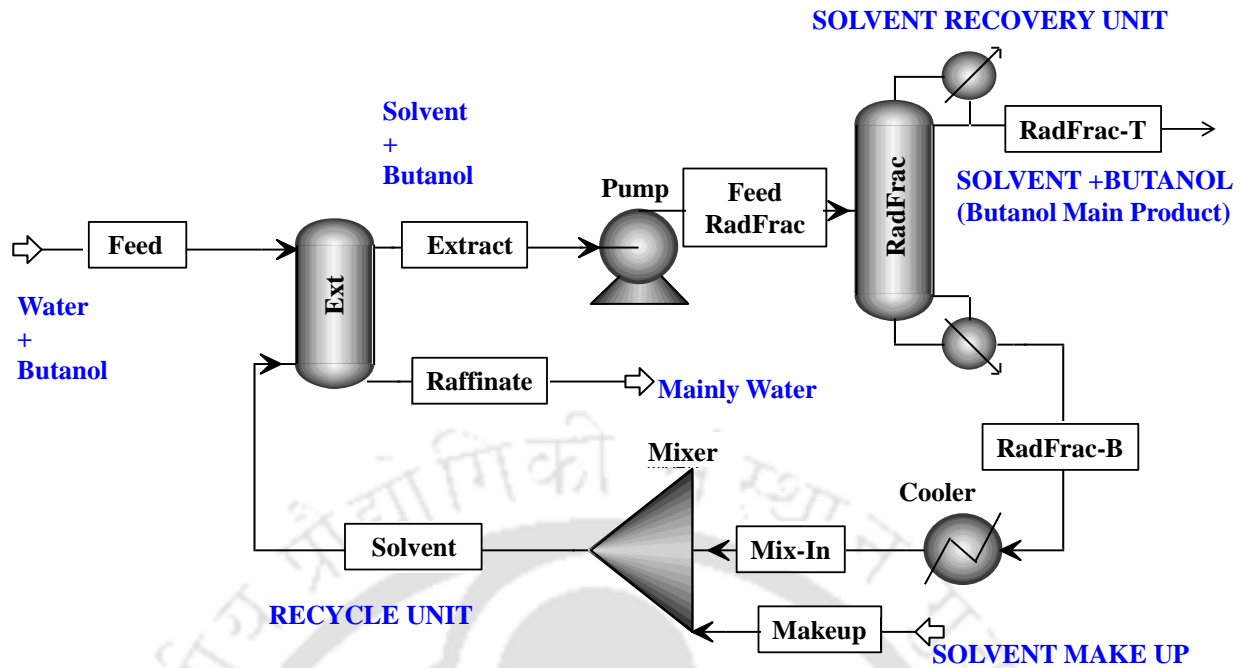 SOLVENT RECOVERY UNIT
Solvent
+
Butanol
RadFrac-T
Pump
Feed
RadFrac
RadFrac
SOLVENT +BUTANOL
(Butanol Main Product)
Feed
Extract
Ext
Water
+
Butanol
Raffinate
Mainly Water
RadFrac-B
Mixer
Cooler
Solvent
Mix-In
RECYCLE UNIT
Makeup
SOLVENT MAKE UP